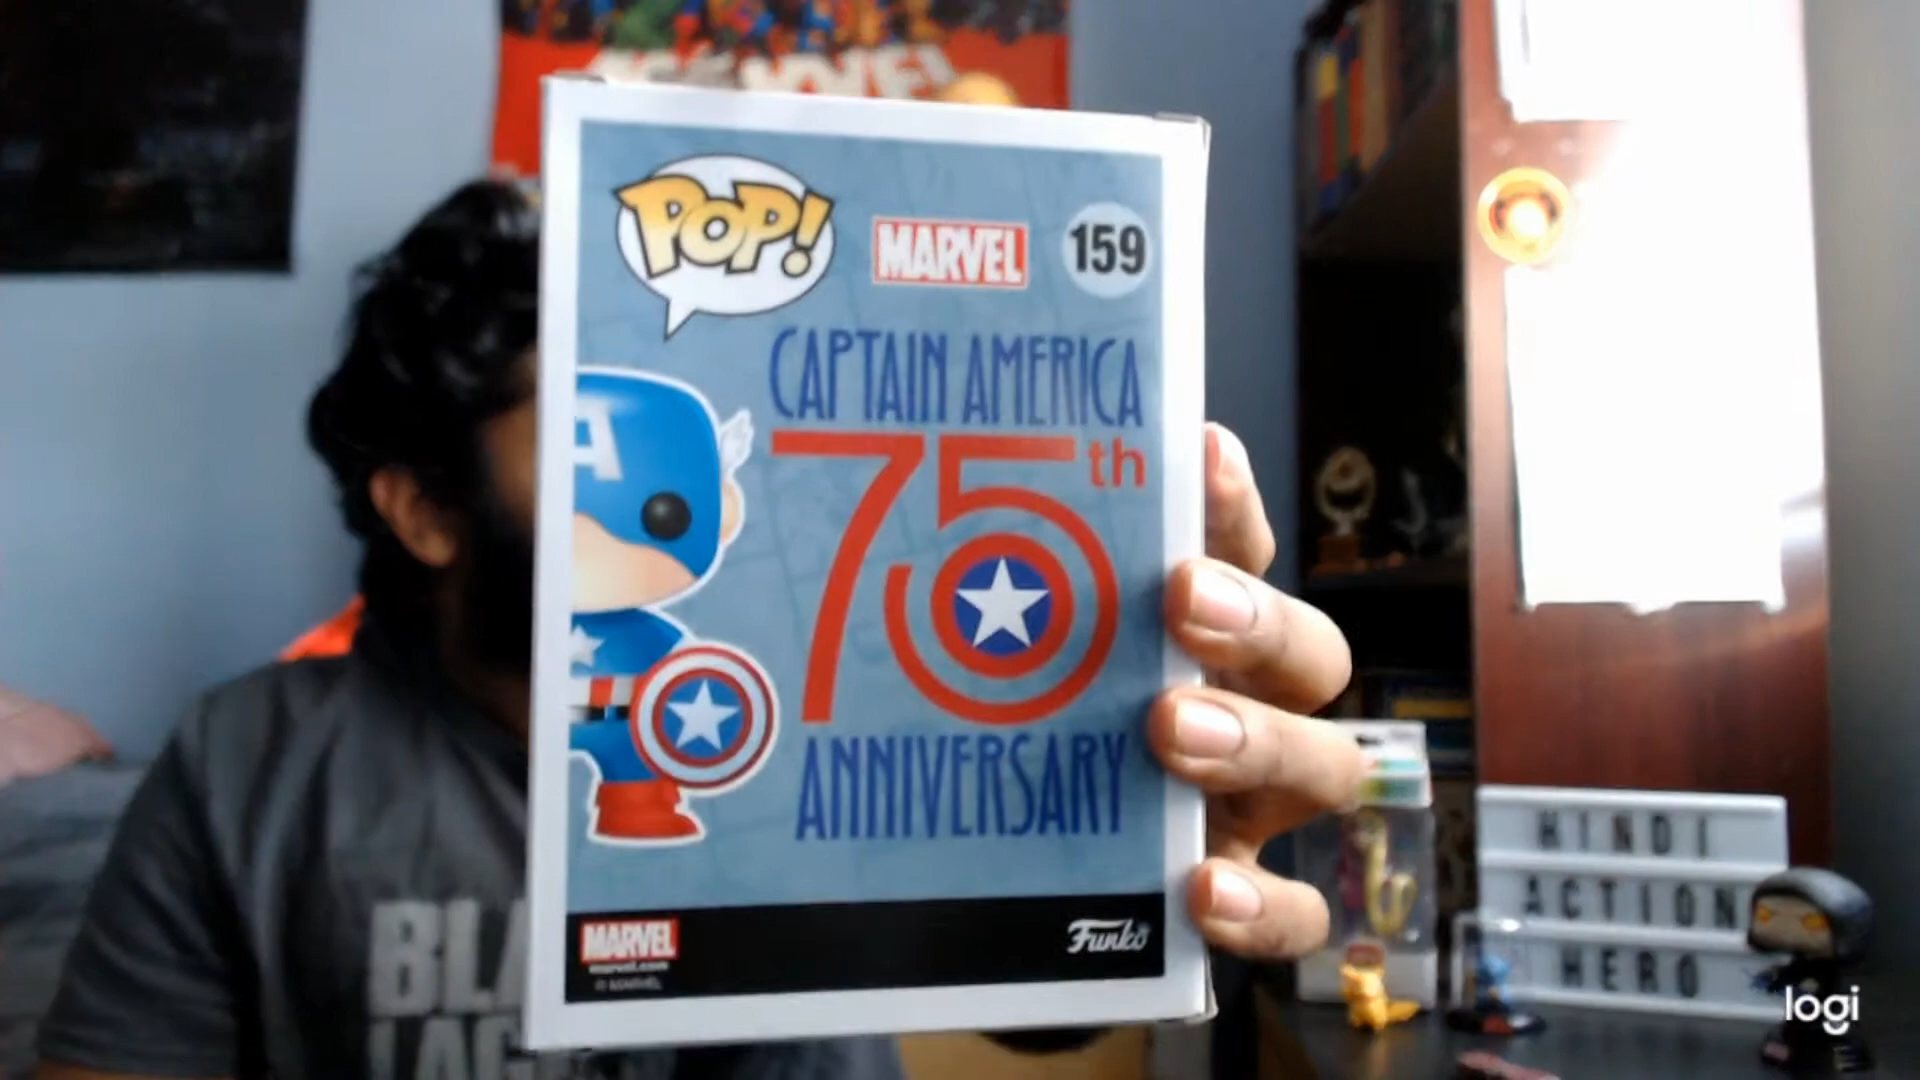 POP!
MARVEL
159
CAPTAIN AMERICA
75th
ANNIVERSARY
A
MARVEL
marvel.com
© MARVEL
Funko
HINDI
ACTION
HERO
logi